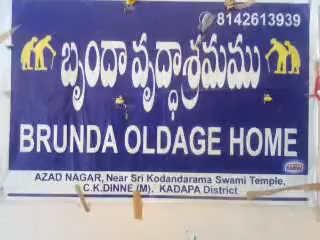 8142613939
బృందా వృద్ధాశ్రమము
BRUNDA OLDAGE HOME
AZAD NAGAR, Near Sri Kodandarama Swami Temple,
C.K.DINNE (M). KADAPA District